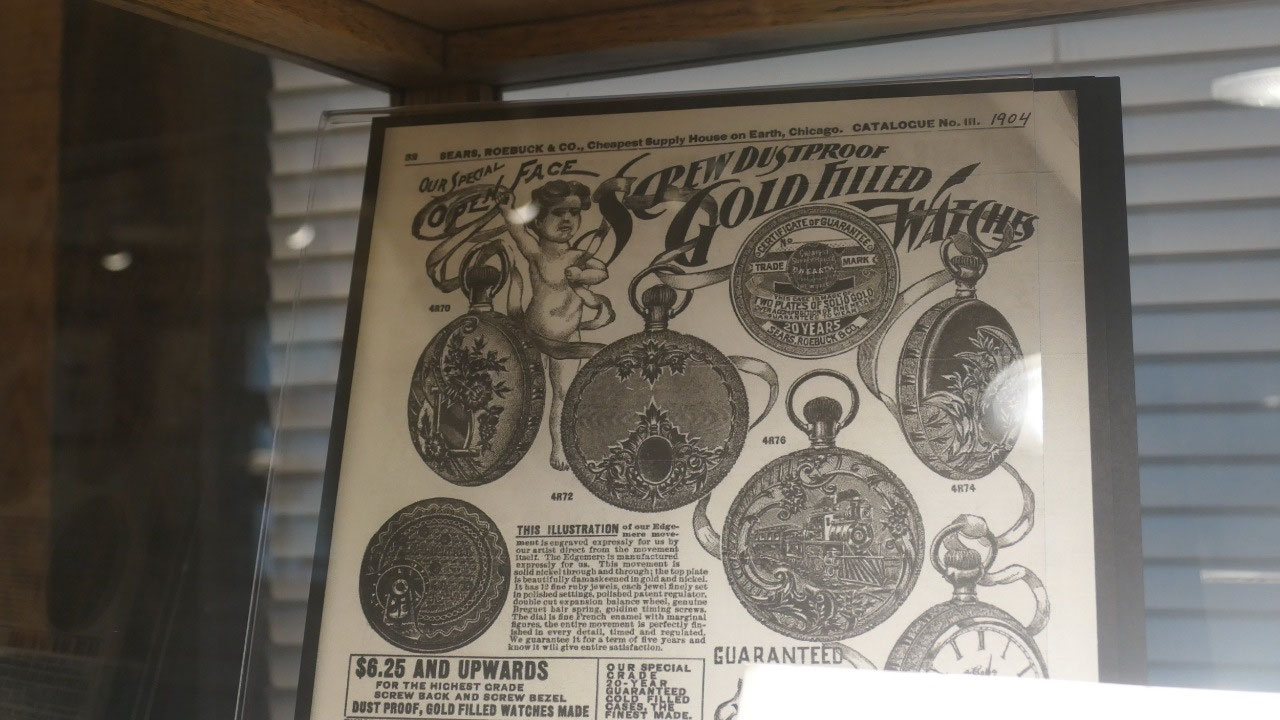 39 SEARS, ROEBUCK & CO., Cheapest Supply House on Earth, Chicago. CATALOGUE No. 111. 1904
OUR SPECIAL
OPEN FACE
SCREW DUSTPROOF
GOLD FILLED
WATCHES
CERTIFICATE OF GUARANTEE
No
TRADE MARK
TWO PLATES OF SOLID GOLD
20 YEARS
SEARS, ROEBUCK & CO.
4R70
4R72
4R76
4R74
THIS ILLUSTRATION of our Edge-
mere move-
ment is engraved expressly for us by
our artist direct from the movement
itself. The Edgemere is manufactured
expressly for us. This movement is
solid nickel through and through; the top plate
is beautifully damaskeened in gold and nickel.
It has 12 fine ruby jewels, each jewel finely set
in polished settings, polished patent regulator,
double cut expansion balance wheel, genuine
Breguet hair spring, goldine timing screws.
The dial is fine French enamel with marginal
figures, the entire movement is perfectly fin-
ished in every detail, timed and regulated.
We guarantee it for a term of five years and
know it will give entire satisfaction.
$6.25 AND UPWARDS
FOR THE HIGHEST GRADE
SCREW BACK AND SCREW BEZEL
DUST PROOF, GOLD FILLED WATCHES MADE
OUR SPECIAL
GRADE
20-YEAR
GUARANTEED
GOLD FILLED
CASES, THE
FINEST MADE.
GUARANTEED